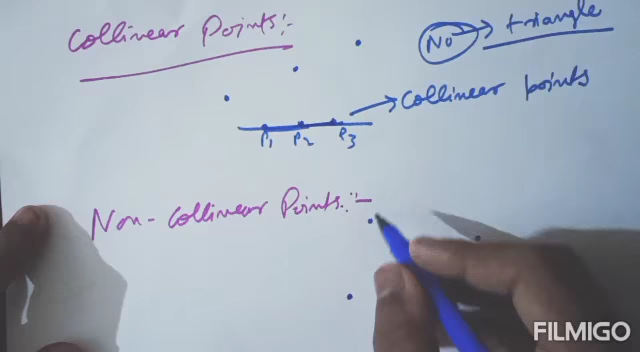 Collinear Points:-
No → triangle
→ Collinear points
P1 P2 P3
Non-Collinear Points:-
FILMIGO